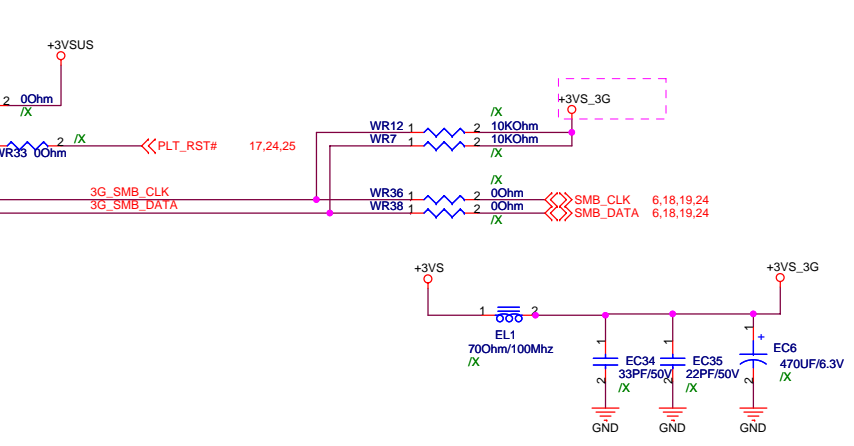 +3VSUS
2 0Ohm
/X
+3VS_3G
/X
WR12 1 2 10KOhm
WR7 1 2 10KOhm
/X
2 /X
WR33 0Ohm
PLT_RST# 17,24,25
/X
3G_SMB_CLK WR36 1 2 0Ohm SMB_CLK 6,18,19,24
3G_SMB_DATA WR38 1 2 0Ohm SMB_DATA 6,18,19,24
/X
+3VS
+3VS_3G
1 2
EL1
70Ohm/100Mhz
/X
1 1 1 +
EC34 EC35 EC6
33PF/50V 22PF/50V 470UF/6.3V
2 2 2
/X /X /X
GND GND GND